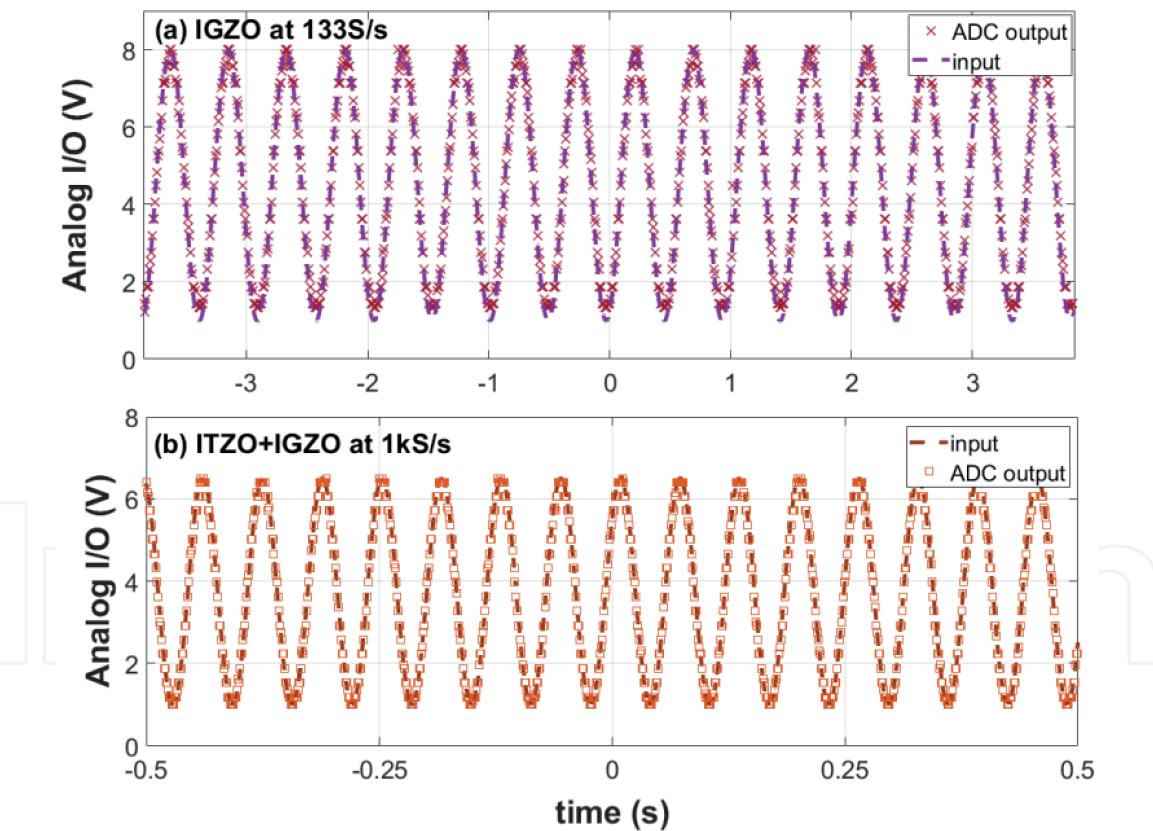 (a) IGZO at 133S/s
ADC output
input
Analog I/O (V)
8
6
4
2
0
-3 -2 -1 0 1 2 3
(b) ITZO+IGZO at 1kS/s
input
ADC output
Analog I/O (V)
8
6
4
2
0
-0.5 -0.25 0 0.25 0.5
time (s)